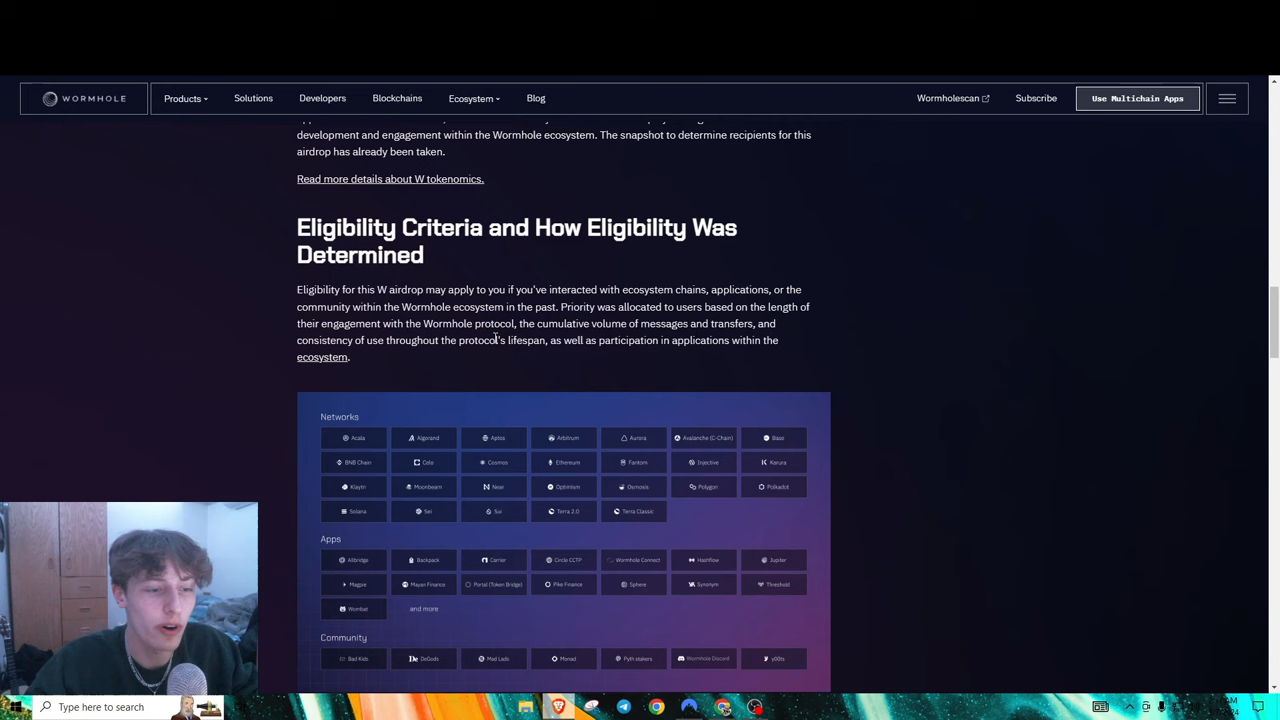 WORMHOLE
Products
Solutions
Developers
Blockchains
Ecosystem
Blog
Wormholescan
Subscribe
Use Multichain Apps
development and engagement within the Wormhole ecosystem. The snapshot to determine recipients for this
airdrop has already been taken.
Read more details about W tokenomics.
Eligibility Criteria and How Eligibility Was
Determined
Eligibility for this W airdrop may apply to you if you've interacted with ecosystem chains, applications, or the
community within the Wormhole ecosystem in the past. Priority was allocated to users based on the length of
their engagement with the Wormhole protocol, the cumulative volume of messages and transfers, and
consistency of use throughout the protocol's lifespan, as well as participation in applications within the
ecosystem.
Networks
Acala Algorand Aptos Arbitrum Aurora Avalanche (C-Chain) Base
BNB Chain Celo Cosmos Ethereum Fantom Injective Karura
Klaytn Moonbeam Near Optimism Osmosis Polygon Polkadot
Solana Sei Sui Terra 2.0 Terra Classic
Apps
Allbridge Backpack Carrier Circle CCTP Wormhole Connect Hashflow Jupiter
Magpie Mayan Finance Portal (Token Bridge) Pike Finance Sphere Synonym Threshold
Wombat and more
Community
Bad Kids DeGods Mad Lads Monad Pyth stakers Wormhole Discord y00ts
Type here to search